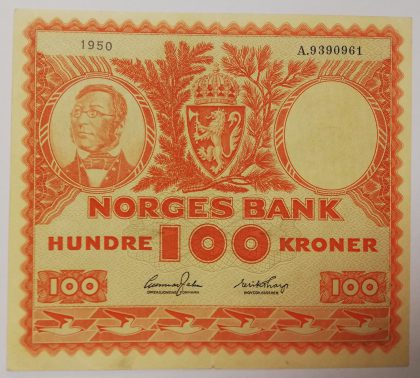 1950 A.9390961
NORGES BANK
HUNDRE 100 KRONER
100 100